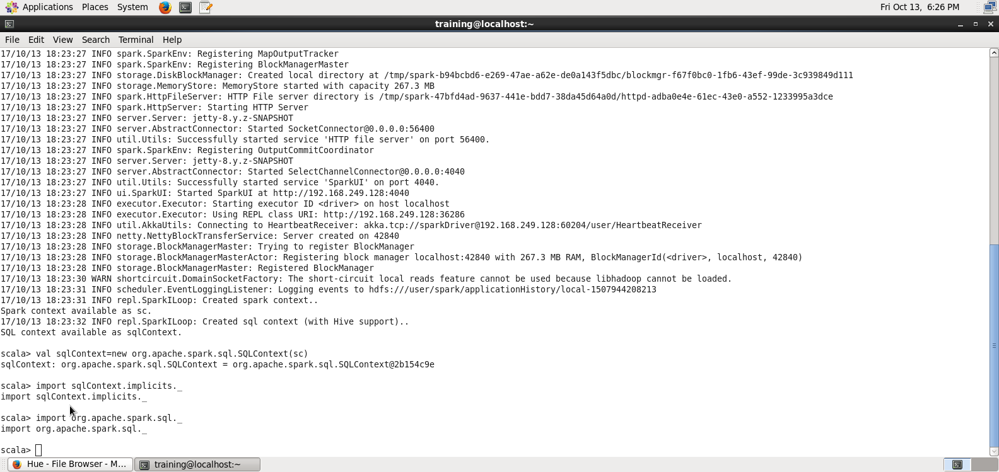 Applications Places System Fri Oct 13, 6:26 PM
training@localhost:~
File Edit View Search Terminal Help
17/10/13 18:23:27 INFO spark.SparkEnv: Registering MapOutputTracker
17/10/13 18:23:27 INFO spark.SparkEnv: Registering BlockManagerMaster
17/10/13 18:23:27 INFO storage.DiskBlockManager: Created local directory at /tmp/spark-b94bcbd6-e269-47ae-a62e-de0a143f5dbc/blockmgr-f67f0bc0-1fb6-43ef-99de-3c939849d111
17/10/13 18:23:27 INFO storage.MemoryStore: MemoryStore started with capacity 267.3 MB
17/10/13 18:23:27 INFO spark.HttpFileServer: HTTP File server directory is /tmp/spark-47bfd4ad-9637-441e-bdd7-38da45d64a0d/httpd-adba0e4e-61ec-43e0-a552-1233995a3dce
17/10/13 18:23:27 INFO spark.HttpServer: Starting HTTP Server
17/10/13 18:23:27 INFO server.Server: jetty-8.y.z-SNAPSHOT
17/10/13 18:23:27 INFO server.AbstractConnector: Started SocketConnector@0.0.0.0:56400
17/10/13 18:23:27 INFO util.Utils: Successfully started service 'HTTP file server' on port 56400.
17/10/13 18:23:27 INFO spark.SparkEnv: Registering OutputCommitCoordinator
17/10/13 18:23:27 INFO server.Server: jetty-8.y.z-SNAPSHOT
17/10/13 18:23:27 INFO server.AbstractConnector: Started SelectChannelConnector@0.0.0.0:4040
17/10/13 18:23:27 INFO util.Utils: Successfully started service 'SparkUI' on port 4040.
17/10/13 18:23:27 INFO ui.SparkUI: Started SparkUI at http://192.168.249.128:4040
17/10/13 18:23:28 INFO executor.Executor: Starting executor ID <driver> on host localhost
17/10/13 18:23:28 INFO executor.Executor: Using REPL class URI: http://192.168.249.128:36286
17/10/13 18:23:28 INFO util.AkkaUtils: Connecting to HeartbeatReceiver: akka.tcp://sparkDriver@192.168.249.128:60204/user/HeartbeatReceiver
17/10/13 18:23:28 INFO netty.NettyBlockTransferService: Server created on 42840
17/10/13 18:23:28 INFO storage.BlockManagerMaster: Trying to register BlockManager
17/10/13 18:23:28 INFO storage.BlockManagerMasterActor: Registering block manager localhost:42840 with 267.3 MB RAM, BlockManagerId(<driver>, localhost, 42840)
17/10/13 18:23:28 INFO storage.BlockManagerMaster: Registered BlockManager
17/10/13 18:23:30 WARN shortcircuit.DomainSocketFactory: The short-circuit local reads feature cannot be used because libhadoop cannot be loaded.
17/10/13 18:23:31 INFO scheduler.EventLoggingListener: Logging events to hdfs:///user/spark/applicationHistory/local-1507944208213
17/10/13 18:23:31 INFO repl.SparkILoop: Created spark context..
Spark context available as sc.
17/10/13 18:23:32 INFO repl.SparkILoop: Created sql context (with Hive support)..
SQL context available as sqlContext.
scala> val sqlContext=new org.apache.spark.sql.SQLContext(sc)
sqlContext: org.apache.spark.sql.SQLContext = org.apache.spark.sql.SQLContext@2b154c9e
scala> import sqlContext.implicits._
import sqlContext.implicits._
scala> import org.apache.spark.sql._
import org.apache.spark.sql._
scala>
Hue - File Browser - M... training@localhost:~